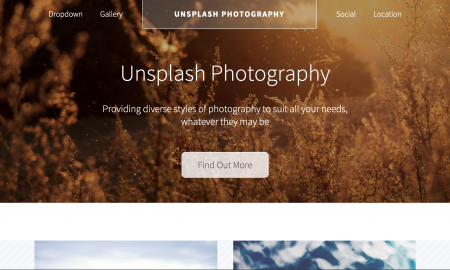 Dropdown Gallery UNSPLASH PHOTOGRAPHY Social Location
Unsplash Photography
Providing diverse styles of photography to suit all your needs,
whatever they may be
Find Out More